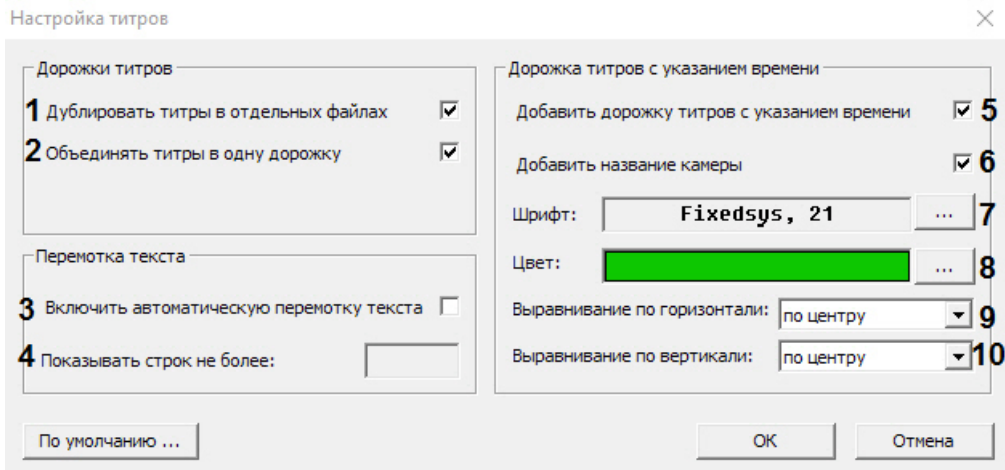 Настройка титров
Дорожки титров
1 Дублировать титры в отдельных файлах
2 Объединять титры в одну дорожку
Перемотка текста
3 Включить автоматическую перемотку текста
4 Показывать строк не более:
Дорожка титров с указанием времени
Добавить дорожку титров с указанием времени 5
Добавить название камеры 6
Шрифт: Fixedsys, 21 ... 7
Цвет: ... 8
Выравнивание по горизонтали: по центру 9
Выравнивание по вертикали: по центру 10
По умолчанию ... OK Отмена